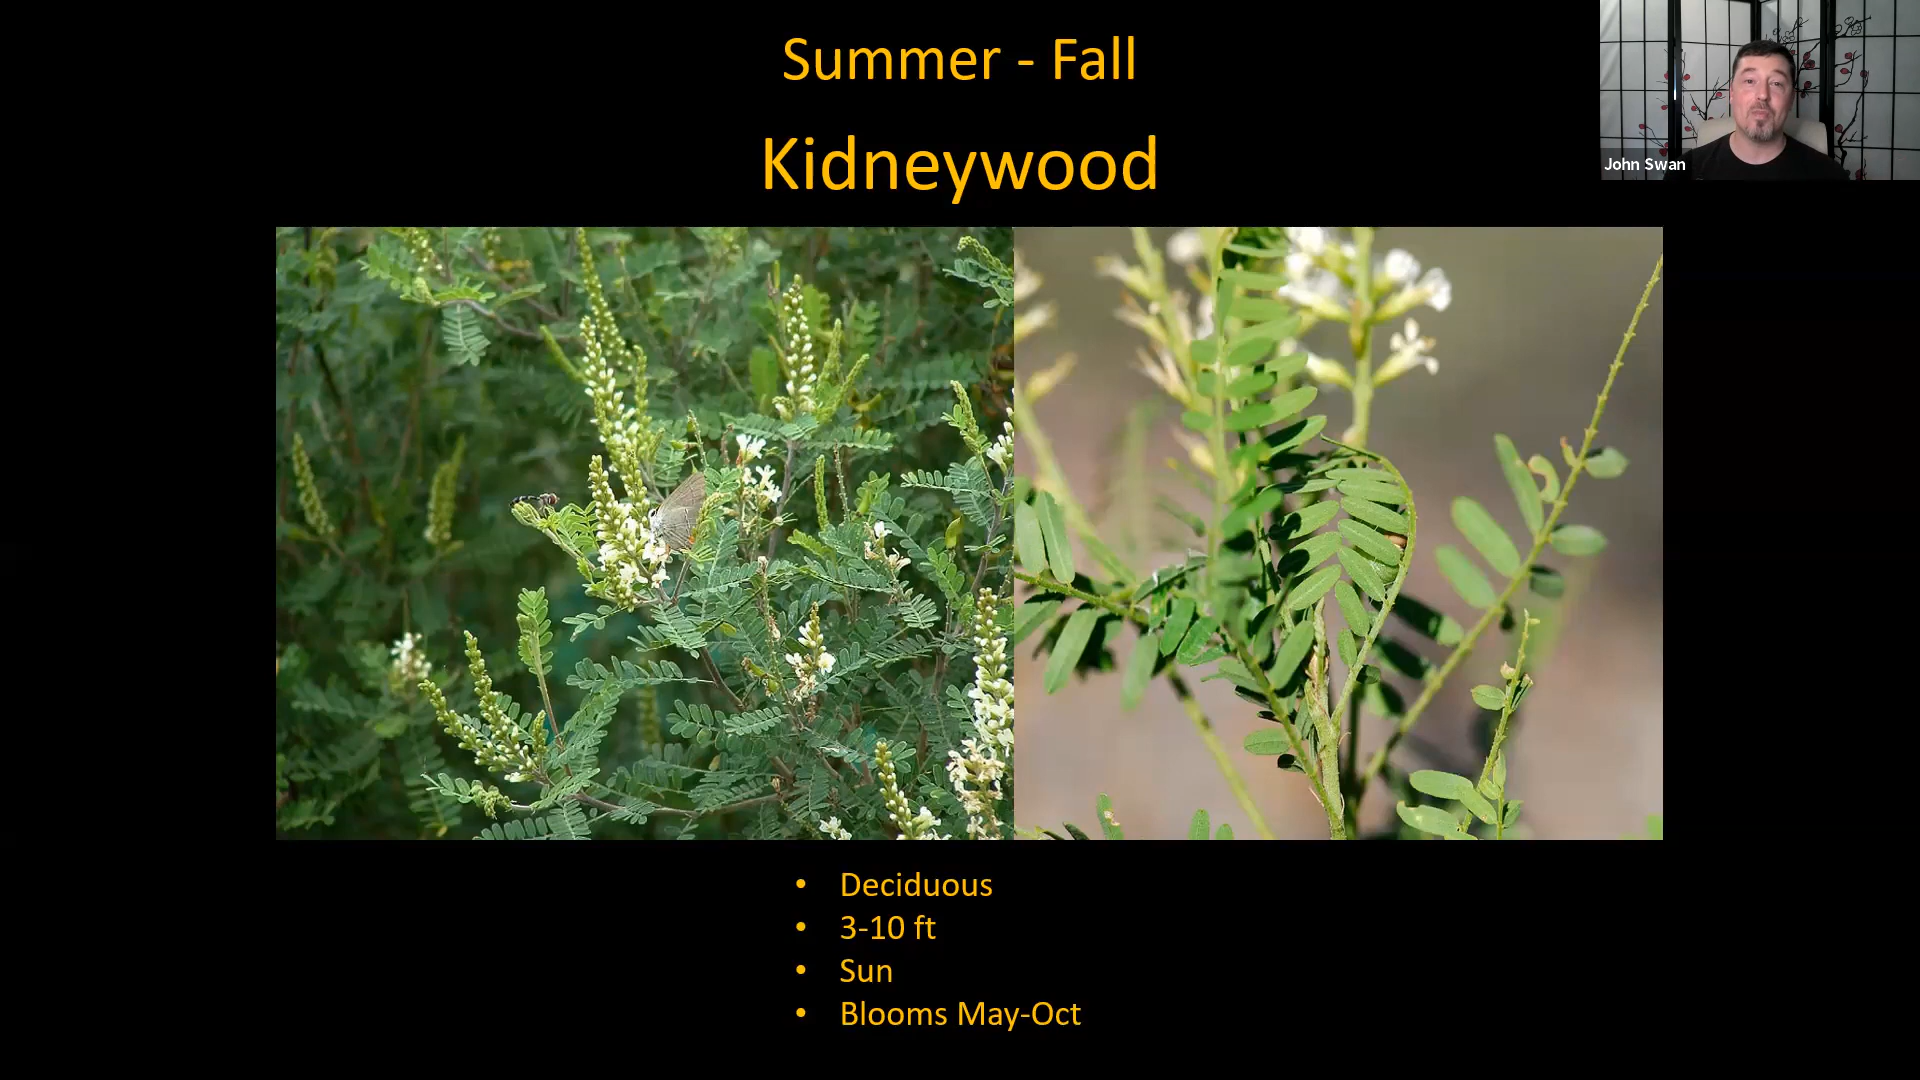 Summer - Fall
Kidneywood
John Swan
• Deciduous
• 3-10 ft
• Sun
• Blooms May-Oct